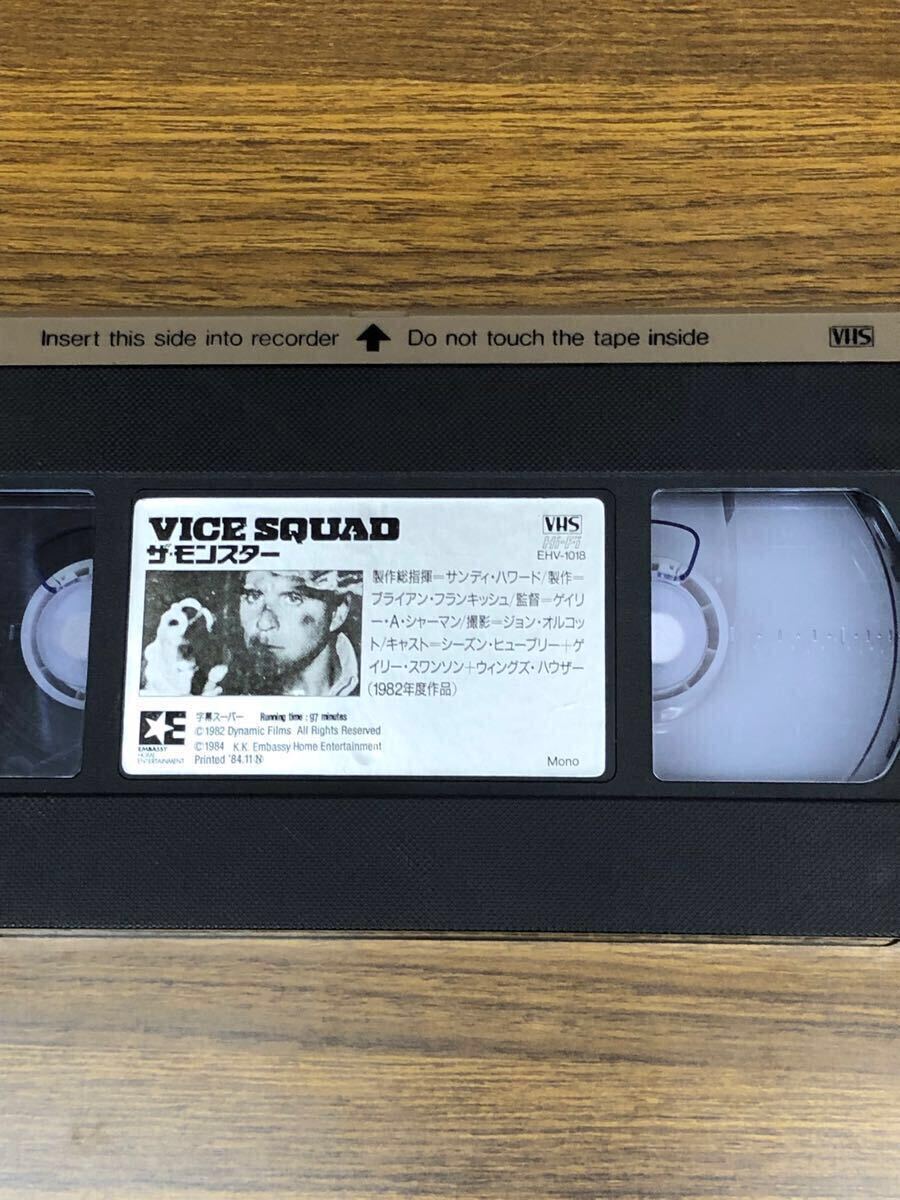 Insert this side into recorder Do not touch the tape inside VHS
VICE SQUAD
ザ・モンスター
VHS
Hi-Fi
EHV-1018
製作総指揮=サンディ・ハワード/製作=
ブライアン・フランキッシュ/監督=ゲイリ
ー・A・シャーマン/撮影=ジョン・オルコッ
ト/キャスト=シーズン・ヒューブリー+ゲ
イリー・スワンソン+ウィングズ・ハウザー
(1982年度作品)
E
EMBASSY
HOME
ENTERTAINMENT
字幕スーパー Running time : 97 minutes
©1982 Dynamic Films All Rights Reserved
©1984 K.K. Embassy Home Entertainment
Printed '84.11Ⓝ
Mono